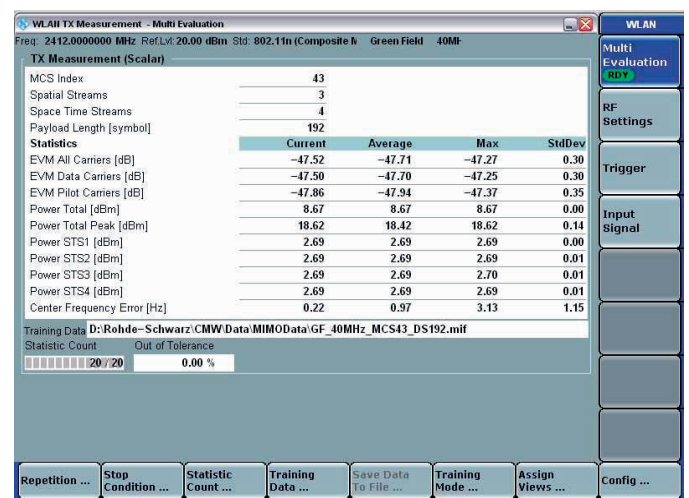 WLAN TX Measurement - Multi Evaluation
WLAN
Freq: 2412.0000000 MHz Ref.Lvl: 20.00 dBm Std: 802.11n (Composite Green Field 40MH
TX Measurement (Scalar)
MCS Index 43
Spatial Streams 3
Space Time Streams 4
Payload Length [symbol] 192
Statistics Current Average Max StdDev
EVM All Carriers [dB] −47.52 −47.71 −47.27 0.30
EVM Data Carriers [dB] −47.50 −47.70 −47.25 0.30
EVM Pilot Carriers [dB] −47.86 −47.94 −47.37 0.35
Power Total [dBm] 8.67 8.67 8.67 0.00
Power Total Peak [dBm] 18.62 18.42 18.62 0.14
Power STS1 [dBm] 2.69 2.69 2.69 0.00
Power STS2 [dBm] 2.69 2.69 2.69 0.01
Power STS3 [dBm] 2.69 2.69 2.70 0.01
Power STS4 [dBm] 2.69 2.69 2.69 0.01
Center Frequency Error [Hz] 0.22 0.97 3.13 1.15
Training Data D:\Rohde−Schwarz\CMW\Data\MIMOData\GF_40MHz_MCS43_DS192.mif
Statistic Count Out of Tolerance
20 / 20 0.00 %
Multi
Evaluation
RDY
RF
Settings
Trigger
Input
Signal
Repetition ...
Stop
Condition ...
Statistic
Count ...
Training
Data ...
Save Data
To File ...
Training
Mode ...
Assign
Views ...
Config ...